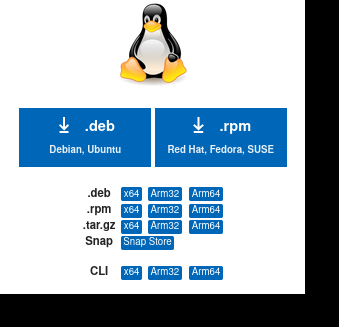 .deb .rpm
Debian, Ubuntu Red Hat, Fedora, SUSE
.deb x64 Arm32 Arm64
.rpm x64 Arm32 Arm64
.tar.gz x64 Arm32 Arm64
Snap Snap Store
CLI x64 Arm32 Arm64